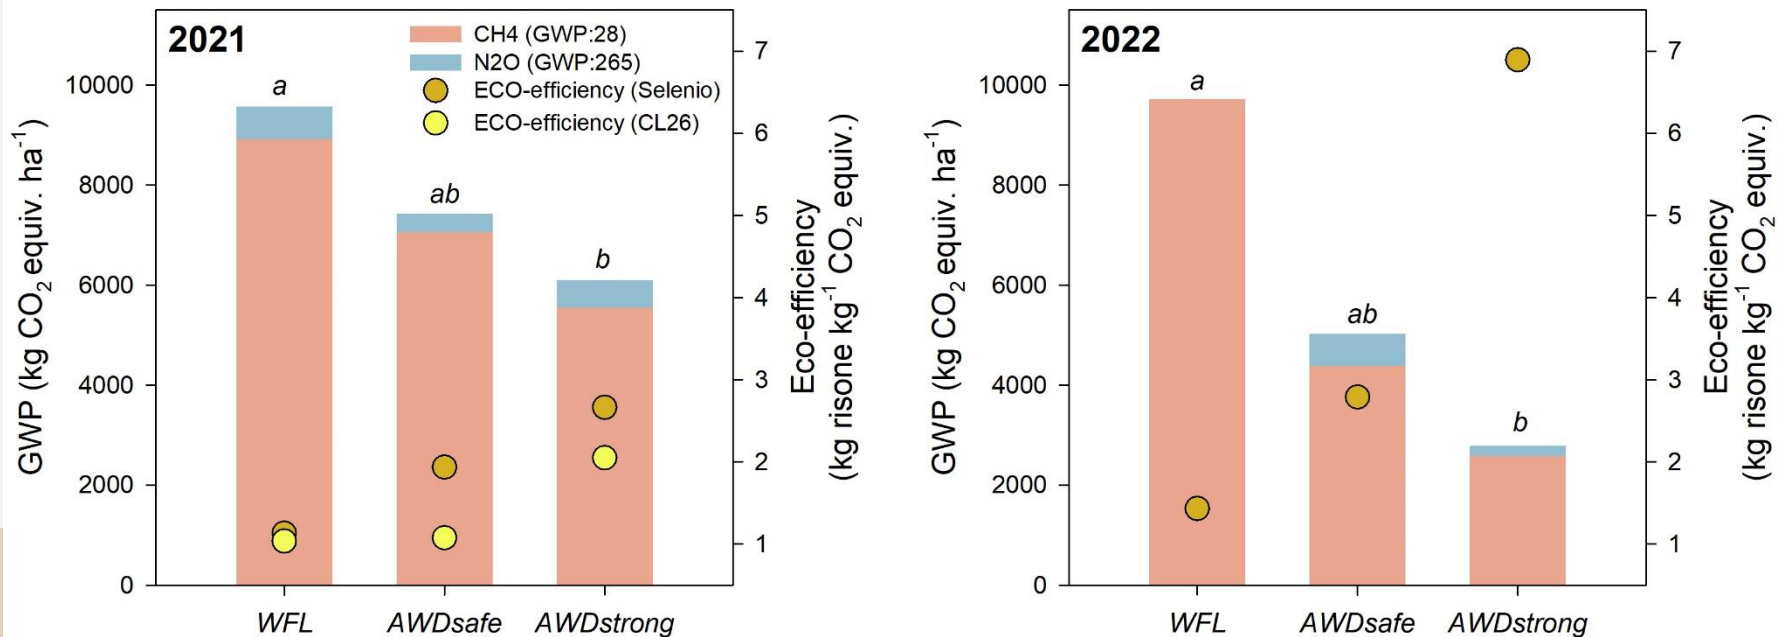 2021
CH4 (GWP:28)
N2O (GWP:265)
ECO-efficiency (Selenio)
ECO-efficiency (CL26)
GWP (kg CO2 equiv. ha-1)
10000
8000
6000
4000
2000
0
a
ab
b
WFL
AWDsafe
AWDstrong
7
6
5
4
3
2
1
Eco-efficiency
(kg risone kg-1 CO2 equiv.)
2022
GWP (kg CO2 equiv. ha-1)
10000
8000
6000
4000
2000
0
a
ab
b
WFL
AWDsafe
AWDstrong
7
6
5
4
3
2
1
Eco-efficiency
(kg risone kg-1 CO2 equiv.)